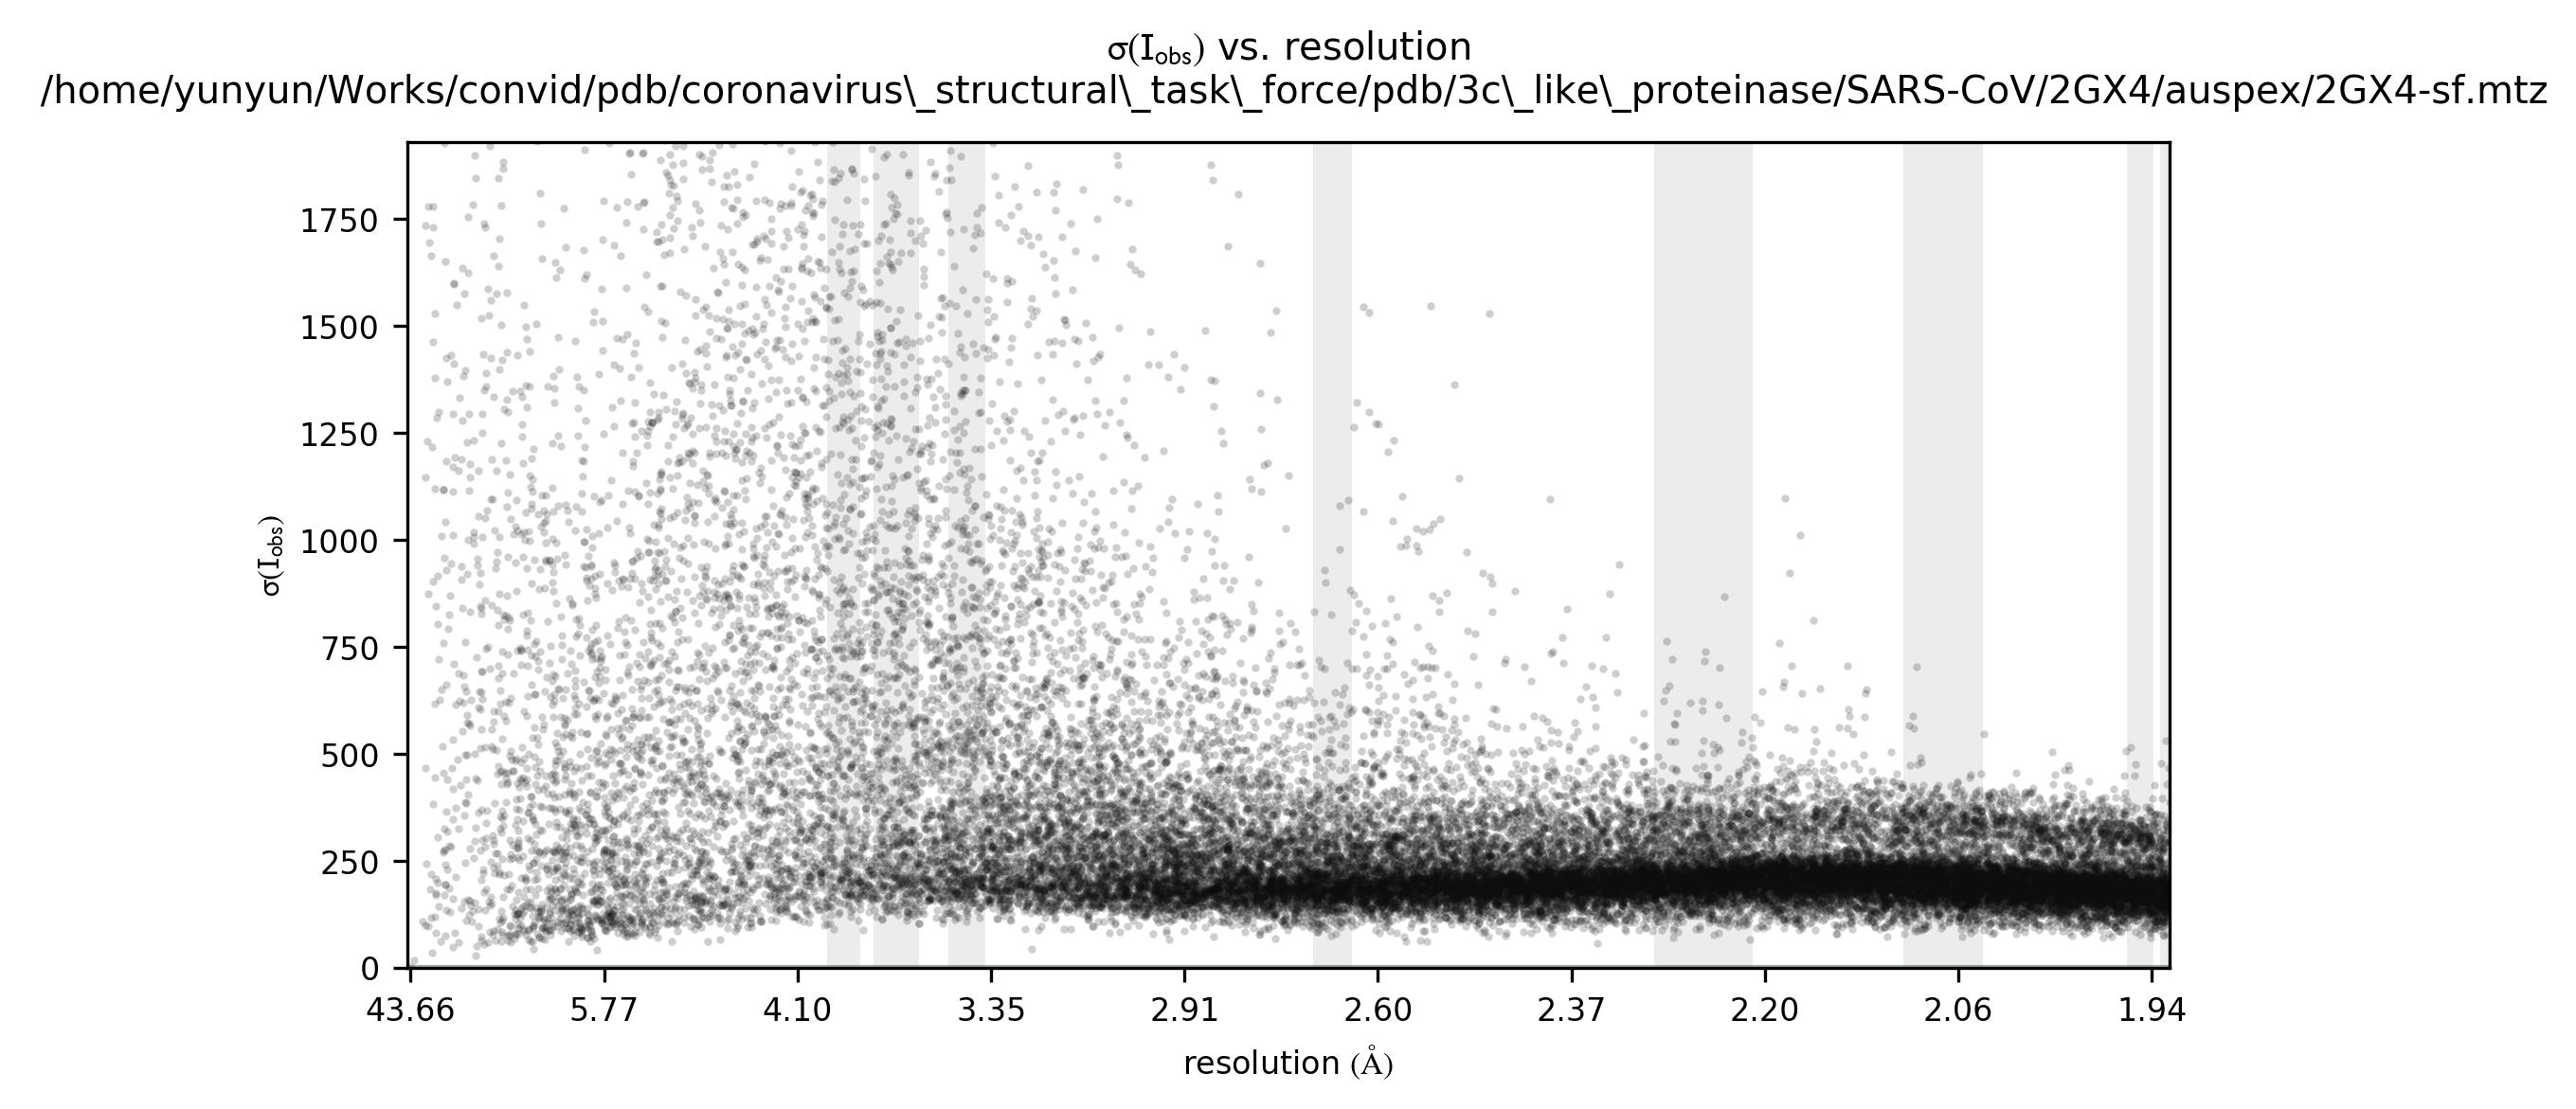 σ(I_obs) vs. resolution
/home/yunyun/Works/convid/pdb/coronavirus\_structural\_task\_force/pdb/3c\_like\_proteinase/SARS-CoV/2GX4/auspex/2GX4-sf.mtz
1750
1500
1250
1000
750
500
250
0
σ(I_obs)
43.66 5.77 4.10 3.35 2.91 2.60 2.37 2.20 2.06 1.94
resolution (Å)